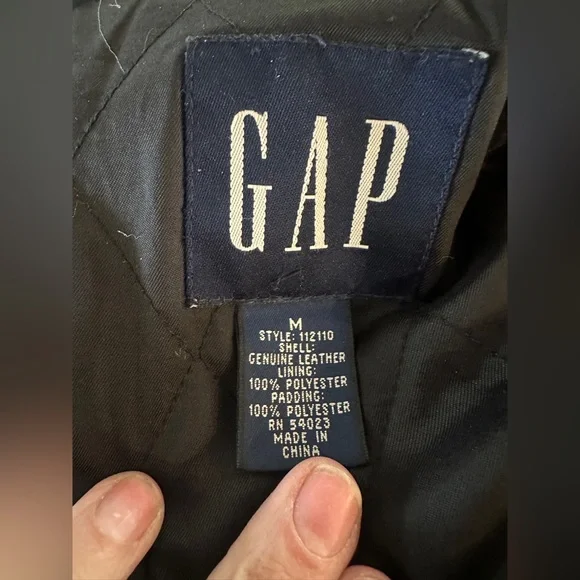 GAP
M
STYLE: 112110
SHELL:
GENUINE LEATHER
LINING:
100% POLYESTER
PADDING:
100% POLYESTER
RN 54023
MADE IN
CHINA